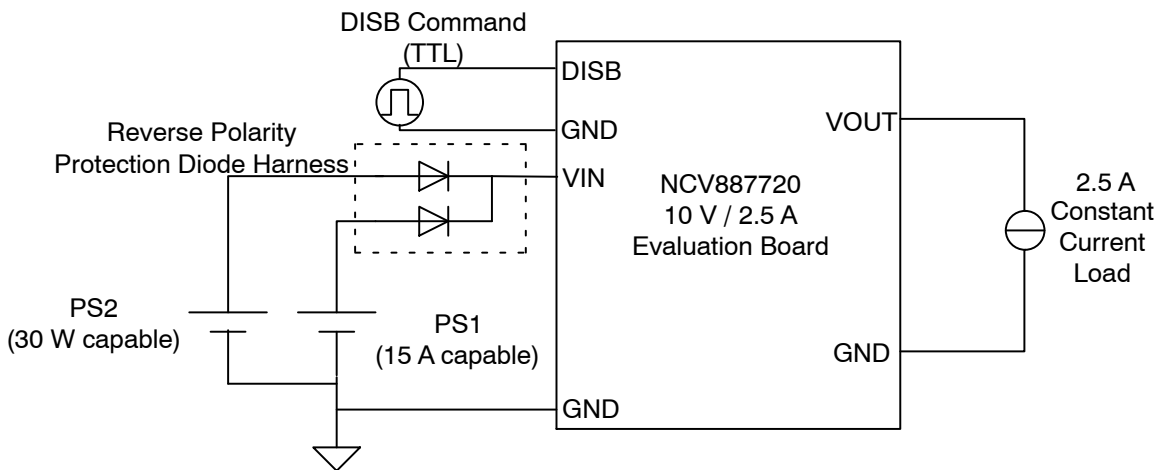 DISB Command
(TTL)
DISB
GND
Reverse Polarity
Protection Diode Harness
VIN
VOUT
NCV887720
10 V / 2.5 A
Evaluation Board
2.5 A
Constant
Current
Load
PS2
(30 W capable)
PS1
(15 A capable)
GND
GND